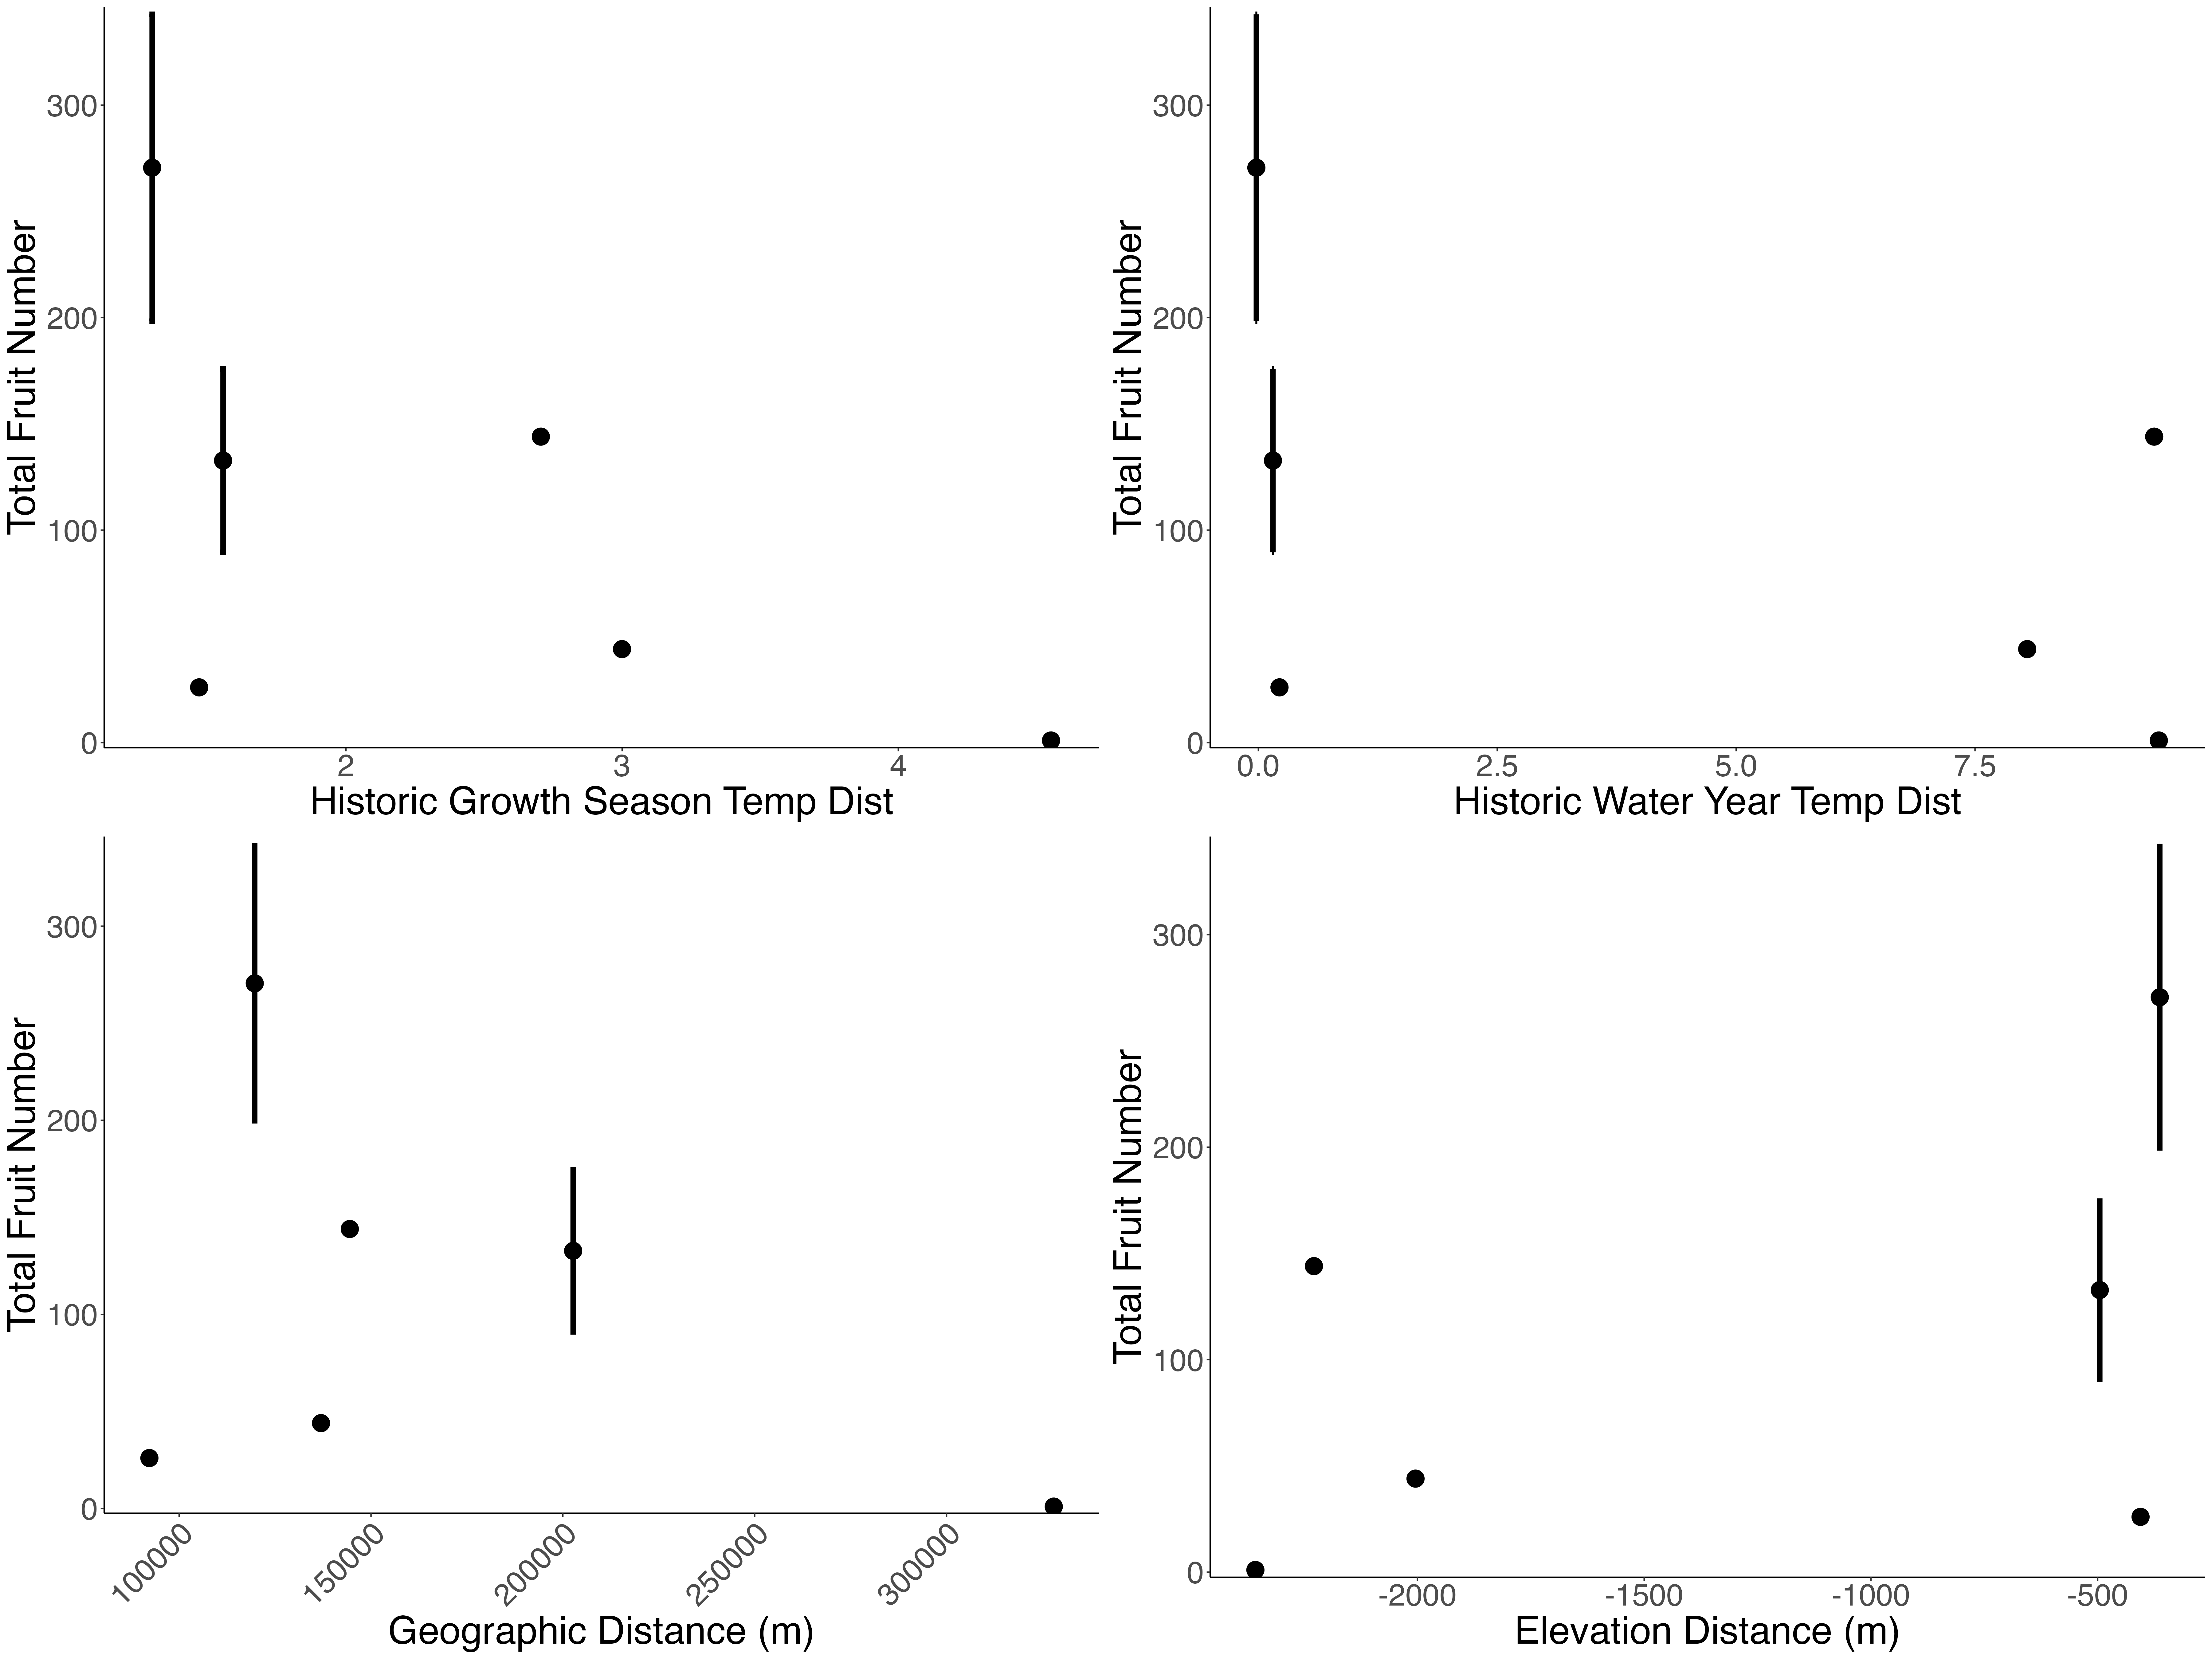 Total Fruit Number
300
200
100
0
2 3 4
Historic Growth Season Temp Dist
Total Fruit Number
300
200
100
0
0.0 2.5 5.0 7.5
Historic Water Year Temp Dist
Total Fruit Number
300
200
100
0
100000 150000 200000 250000 300000
Geographic Distance (m)
Total Fruit Number
300
200
100
0
-2000 -1500 -1000 -500
Elevation Distance (m)